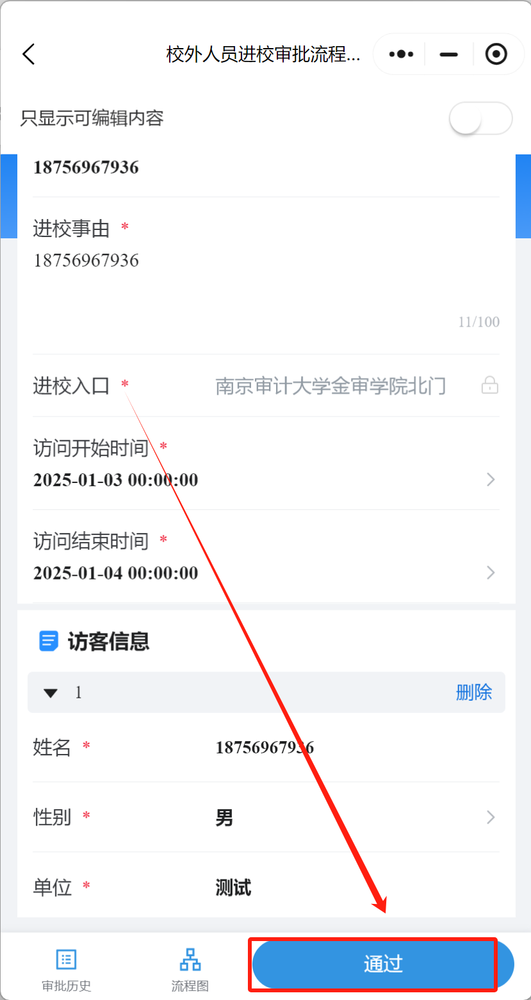 校外人员进校审批流程...
只显示可编辑内容
18756967936
进校事由 *
18756967936
11/100
进校入口 * 南京审计大学金审学院北门
访问开始时间 *
2025-01-03 00:00:00
访问结束时间 *
2025-01-04 00:00:00
访客信息
1 删除
姓名 * 18756967936
性别 * 男
单位 * 测试
审批历史 流程图 通过